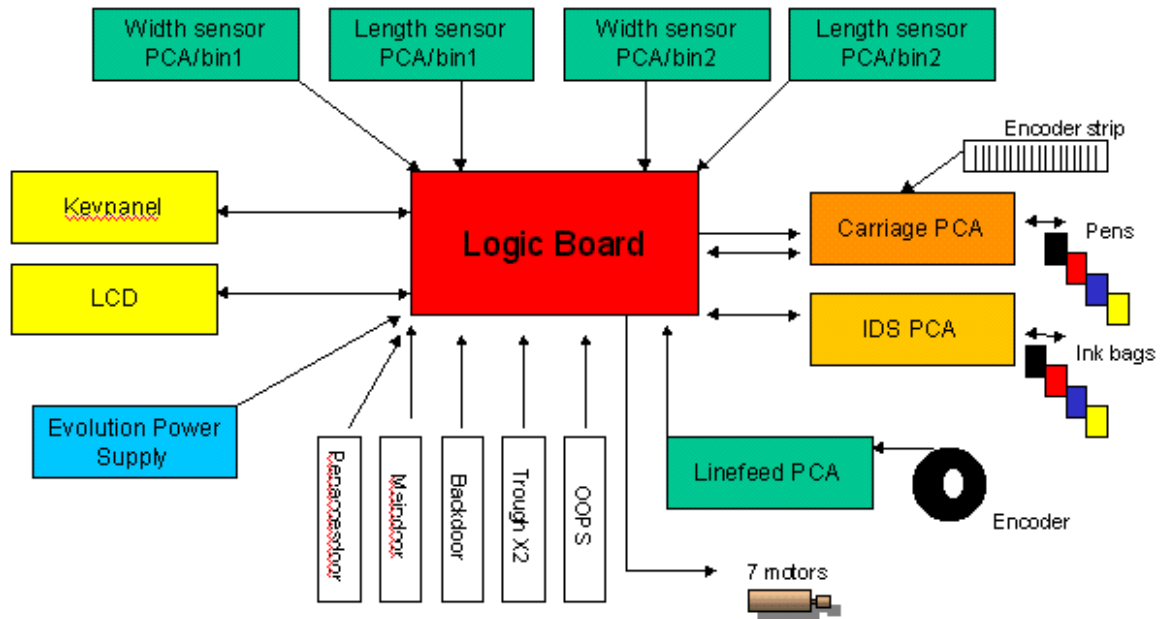 Width sensor
PCA/bin1
Length sensor
PCA/bin1
Width sensor
PCA/bin2
Length sensor
PCA/bin2
Encoder strip
Keypanel
Logic Board
Carriage PCA
Pens
LCD
IDS PCA
Ink bags
Evolution Power
Supply
Penaccesdoor
Maindoor
Backdoor
Trough X2
OOPS
Linefeed PCA
Encoder
7 motors